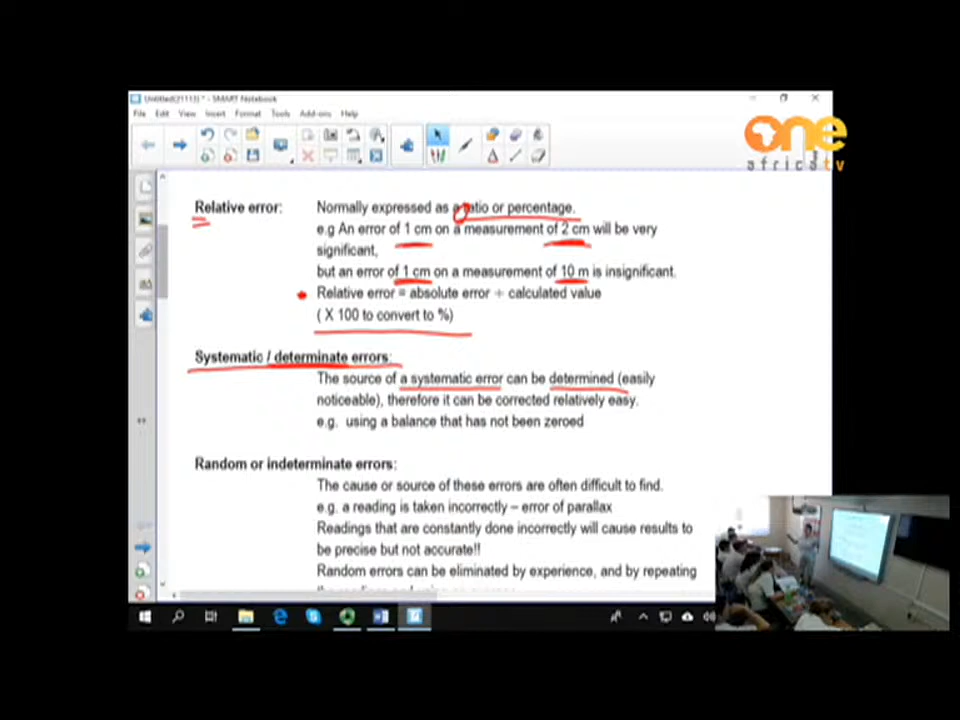 Untitled(21113) * - SMART Notebook
File Edit View Insert Format Tools Add-ons Help
one
africa tv
Relative error: Normally expressed as a ratio or percentage.
e.g An error of 1 cm on a measurement of 2 cm will be very
significant,
but an error of 1 cm on a measurement of 10 m is insignificant.
Relative error = absolute error ÷ calculated value
( X 100 to convert to %)
Systematic / determinate errors:
The source of a systematic error can be determined (easily
noticeable), therefore it can be corrected relatively easy.
e.g. using a balance that has not been zeroed
Random or indeterminate errors:
The cause or source of these errors are often difficult to find.
e.g. a reading is taken incorrectly – error of parallax
Readings that are constantly done incorrectly will cause results to
be precise but not accurate!!
Random errors can be eliminated by experience, and by repeating